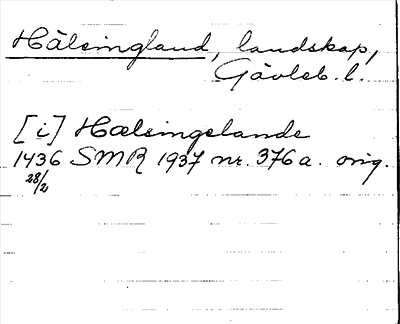 Hälsingland, landskap,
Gävleb. l.
[i] Hælsingelande
1436 SMR 1937 nr. 376 a. orig.
28/2